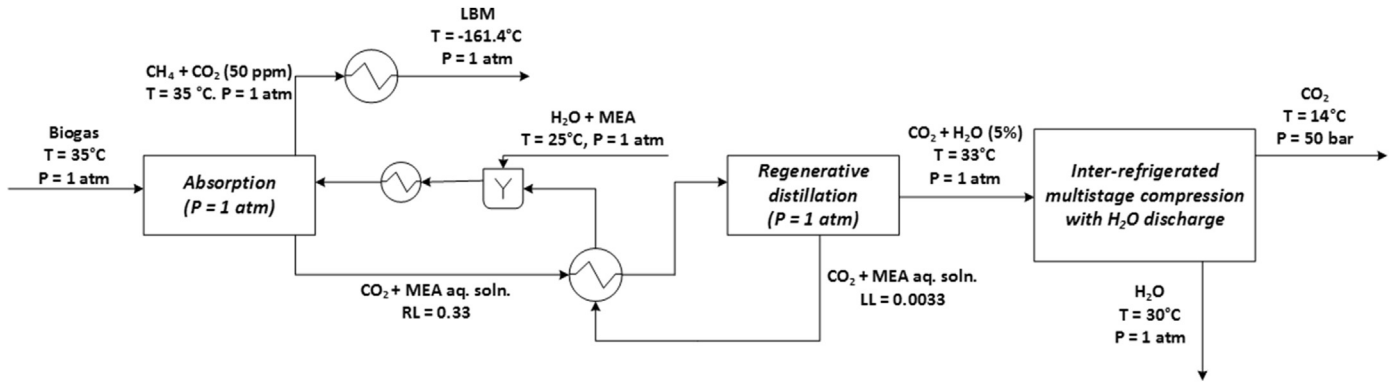 LBM
T = -161.4°C
P = 1 atm
CH₄ + CO₂ (50 ppm)
T = 35 °C. P = 1 atm
Biogas
T = 35°C
P = 1 atm
Absorption
(P = 1 atm)
H₂O + MEA
T = 25°C, P = 1 atm
Y
CO₂ + MEA aq. soln.
RL = 0.33
Regenerative
distillation
(P = 1 atm)
CO₂ + MEA aq. soln.
LL = 0.0033
CO₂ + H₂O (5%)
T = 33°C
P = 1 atm
Inter-refrigerated
multistage compression
with H₂O discharge
CO₂
T = 14°C
P = 50 bar
H₂O
T = 30°C
P = 1 atm